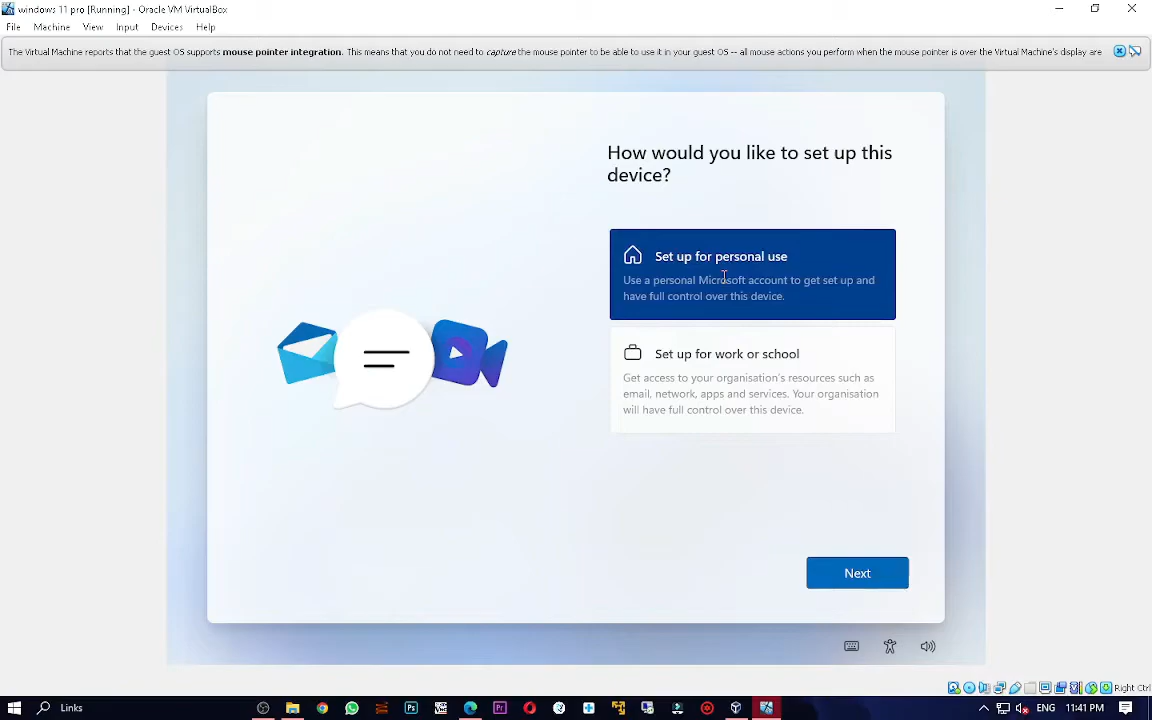 windows 11 pro [Running] - Oracle VM VirtualBox
File Machine View Input Devices Help
The Virtual Machine reports that the guest OS supports mouse pointer integration. This means that you do not need to capture the mouse pointer to be able to use it in your guest OS -- all mouse actions you perform when the mouse pointer is over the Virtual Machine's display are
How would you like to set up this
device?
Set up for personal use
Use a personal Microsoft account to get set up and
have full control over this device.
Set up for work or school
Get access to your organisation's resources such as
email, network, apps and services. Your organisation
will have full control over this device.
Next
Right Ctrl
Links
Ps
Pr
ENG
11:41 PM